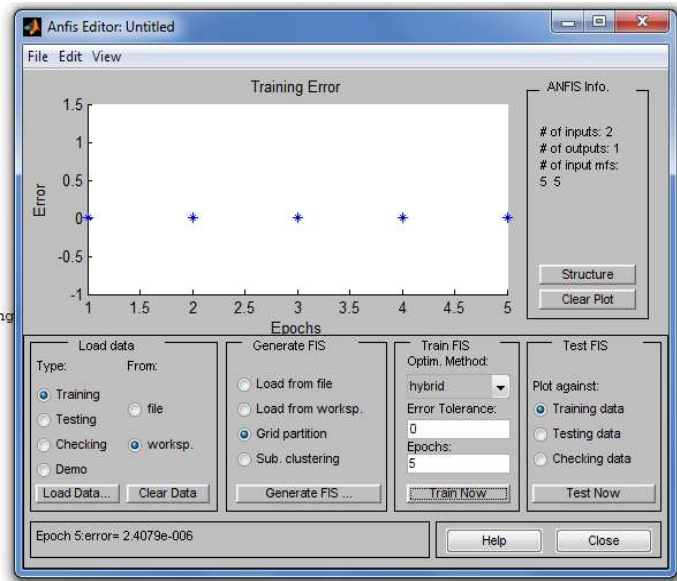 Anfis Editor: Untitled
File Edit View
Training Error
1.5
1
0.5
0
-0.5
-1
Error
1 1.5 2 2.5 3 3.5 4 4.5 5
Epochs
ANFIS Info.
# of inputs: 2
# of outputs: 1
# of input mfs:
5 5
Structure
Clear Plot
ng
Load data
Type: From:
Training
Testing
Checking
Demo
file
worksp.
Load Data... Clear Data
Generate FIS
Load from file
Load from worksp.
Grid partition
Sub. clustering
Generate FIS ...
Train FIS
Optim. Method:
hybrid
Error Tolerance:
0
Epochs:
5
Train Now
Test FIS
Plot against:
Training data
Testing data
Checking data
Test Now
Epoch 5:error= 2.4079e-006
Help
Close